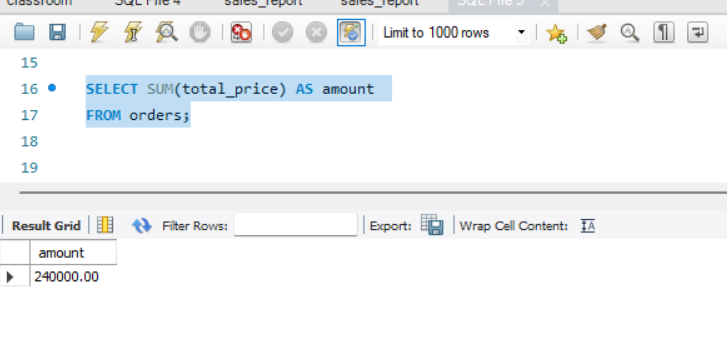 classroom SQL File 4 sales_report sales_report SQL File 5
Limit to 1000 rows
15
16 SELECT SUM(total_price) AS amount
17 FROM orders;
18
19
Result Grid Filter Rows: Export: Wrap Cell Content:
amount
240000.00